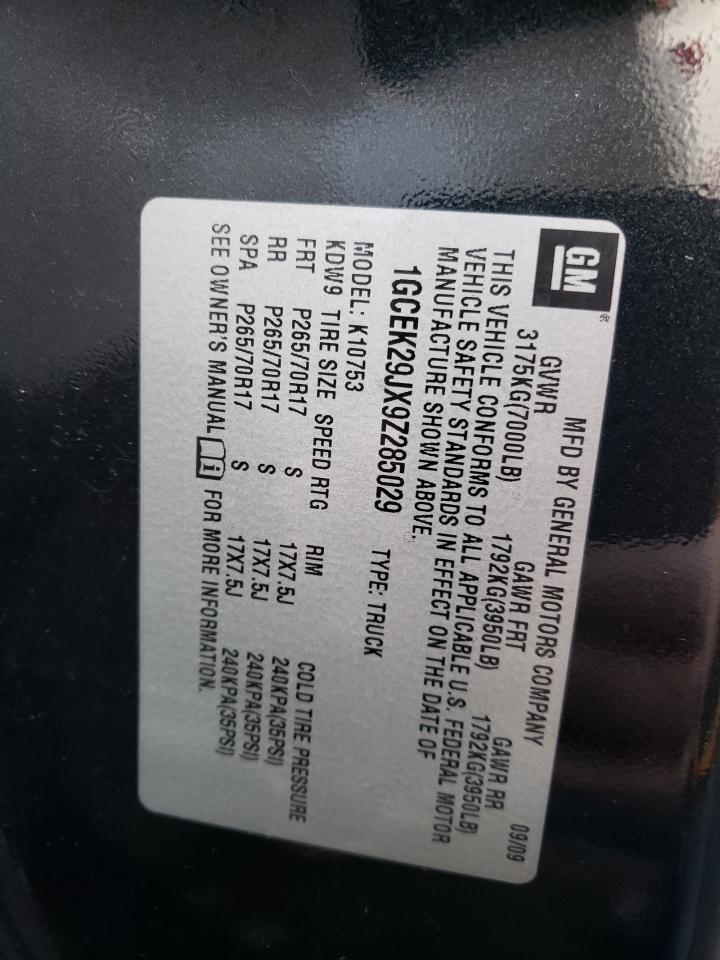 GM®
MFD BY GENERAL MOTORS COMPANY 09/09
GVWR GAWR FRT GAWR RR
3175KG(7000LB) 1792KG(3950LB) 1792KG(3950LB)
THIS VEHICLE CONFORMS TO ALL APPLICABLE U.S. FEDERAL MOTOR
VEHICLE SAFETY STANDARDS IN EFFECT ON THE DATE OF
MANUFACTURE SHOWN ABOVE.
1GCEK29JX9Z285029 TYPE: TRUCK
MODEL: K10753
KDW9 TIRE SIZE SPEED RTG RIM COLD TIRE PRESSURE
FRT P265/70R17 S 17X7.5J 240KPA(35PSI)
RR P265/70R17 S 17X7.5J 240KPA(35PSI)
SPA P265/70R17 S 17X7.5J 240KPA(35PSI)
SEE OWNER'S MANUAL FOR MORE INFORMATION.